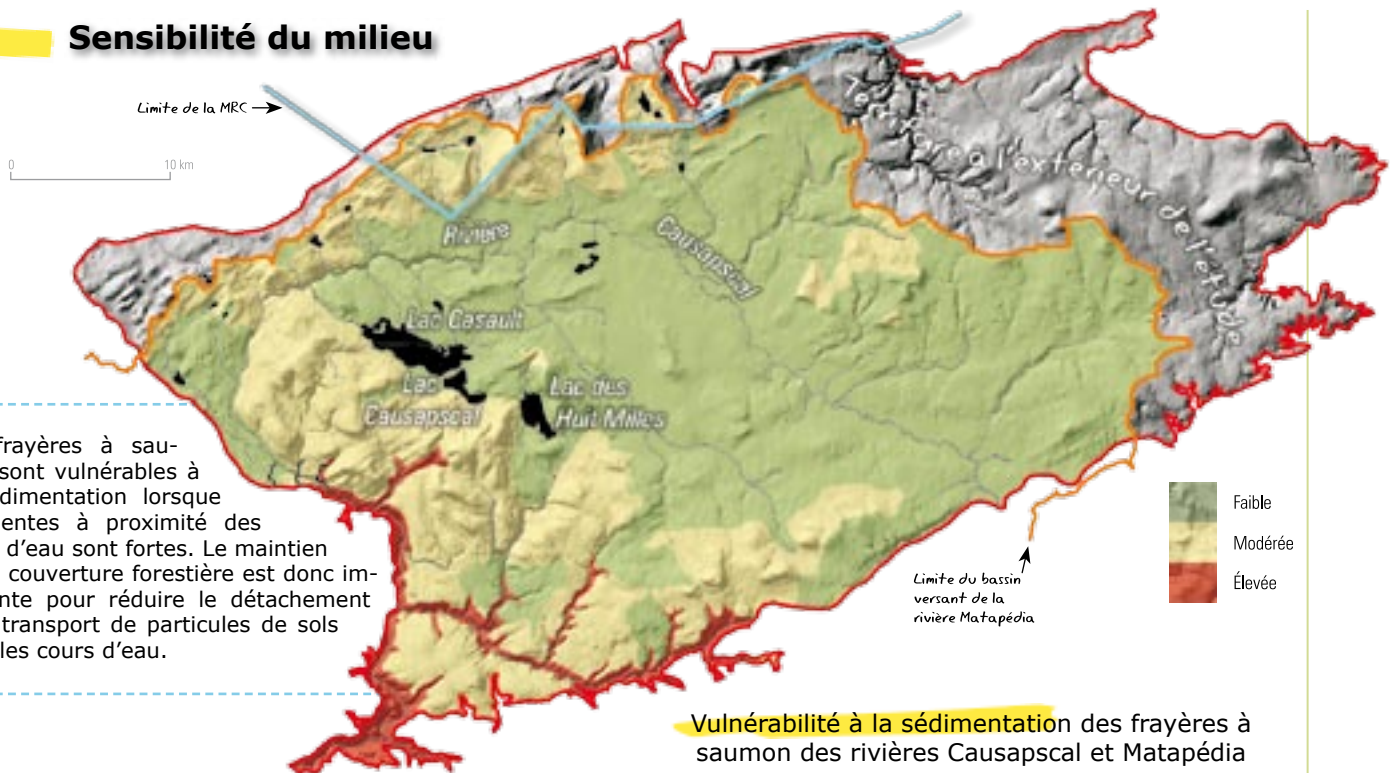 Sensibilité du milieu
Limite de la MRC
0 10 km
Territoire à l'extérieur de l'étude
Rivière
Causapscal
Lac Casault
Lac
Causapscal
Lac des
Huit Milles
frayères à sau-
sont vulnérables à
dimentation lorsque
entes à proximité des
d'eau sont fortes. Le maintien
couverture forestière est donc im-
nte pour réduire le détachement
transport de particules de sols
les cours d'eau.
Faible
Modérée
Élevée
Limite du bassin
versant de la
rivière Matapédia
Vulnérabilité à la sédimentation des frayères à
saumon des rivières Causapscal et Matapédia